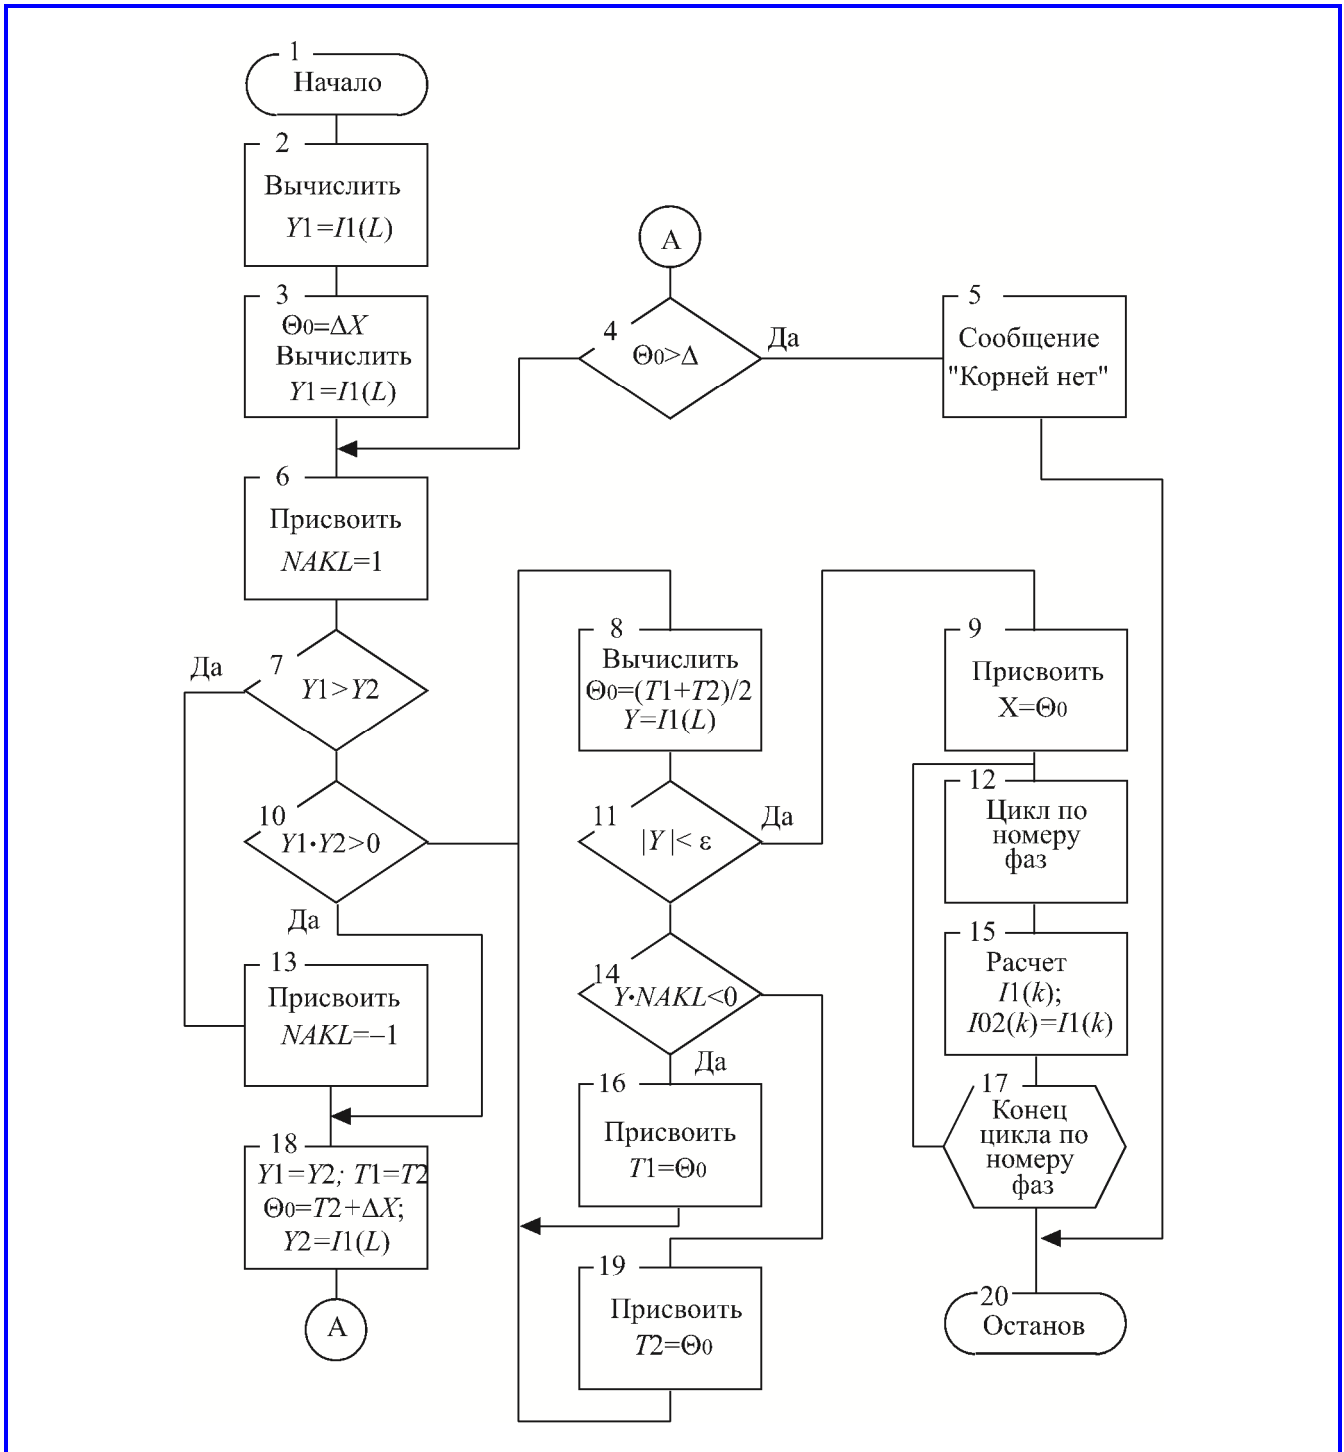 1
Начало
2
Вычислить
Y1=I1(L)
3
Θ0=ΔX
Вычислить
Y1=I1(L)
А
4
Θ0>Δ
Да
5
Сообщение
"Корней нет"
6
Присвоить
NAKL=1
7
Да
Y1>Y2
8
Вычислить
Θ0=(T1+T2)/2
Y=I1(L)
9
Присвоить
X=Θ0
10
Y1·Y2>0
Да
11
|Y|< ε
Да
12
Цикл по
номеру
фаз
13
Присвоить
NAKL=–1
14
Y·NAKL<0
Да
15
Расчет
I1(k);
I02(k)=I1(k)
16
Присвоить
T1=Θ0
17
Конец
цикла по
номеру
фаз
18
Y1=Y2; T1=T2
Θ0=T2+ΔX;
Y2=I1(L)
А
19
Присвоить
T2=Θ0
20
Останов